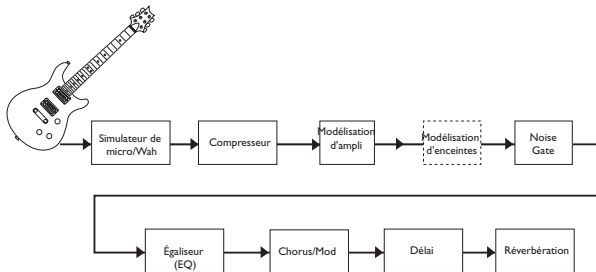 Simulateur de
micro/Wah
Compresseur
Modélisation
d'ampli
Modélisation
d'enceintes
Noise
Gate
Égaliseur
(EQ)
Chorus/Mod
Délai
Réverbération